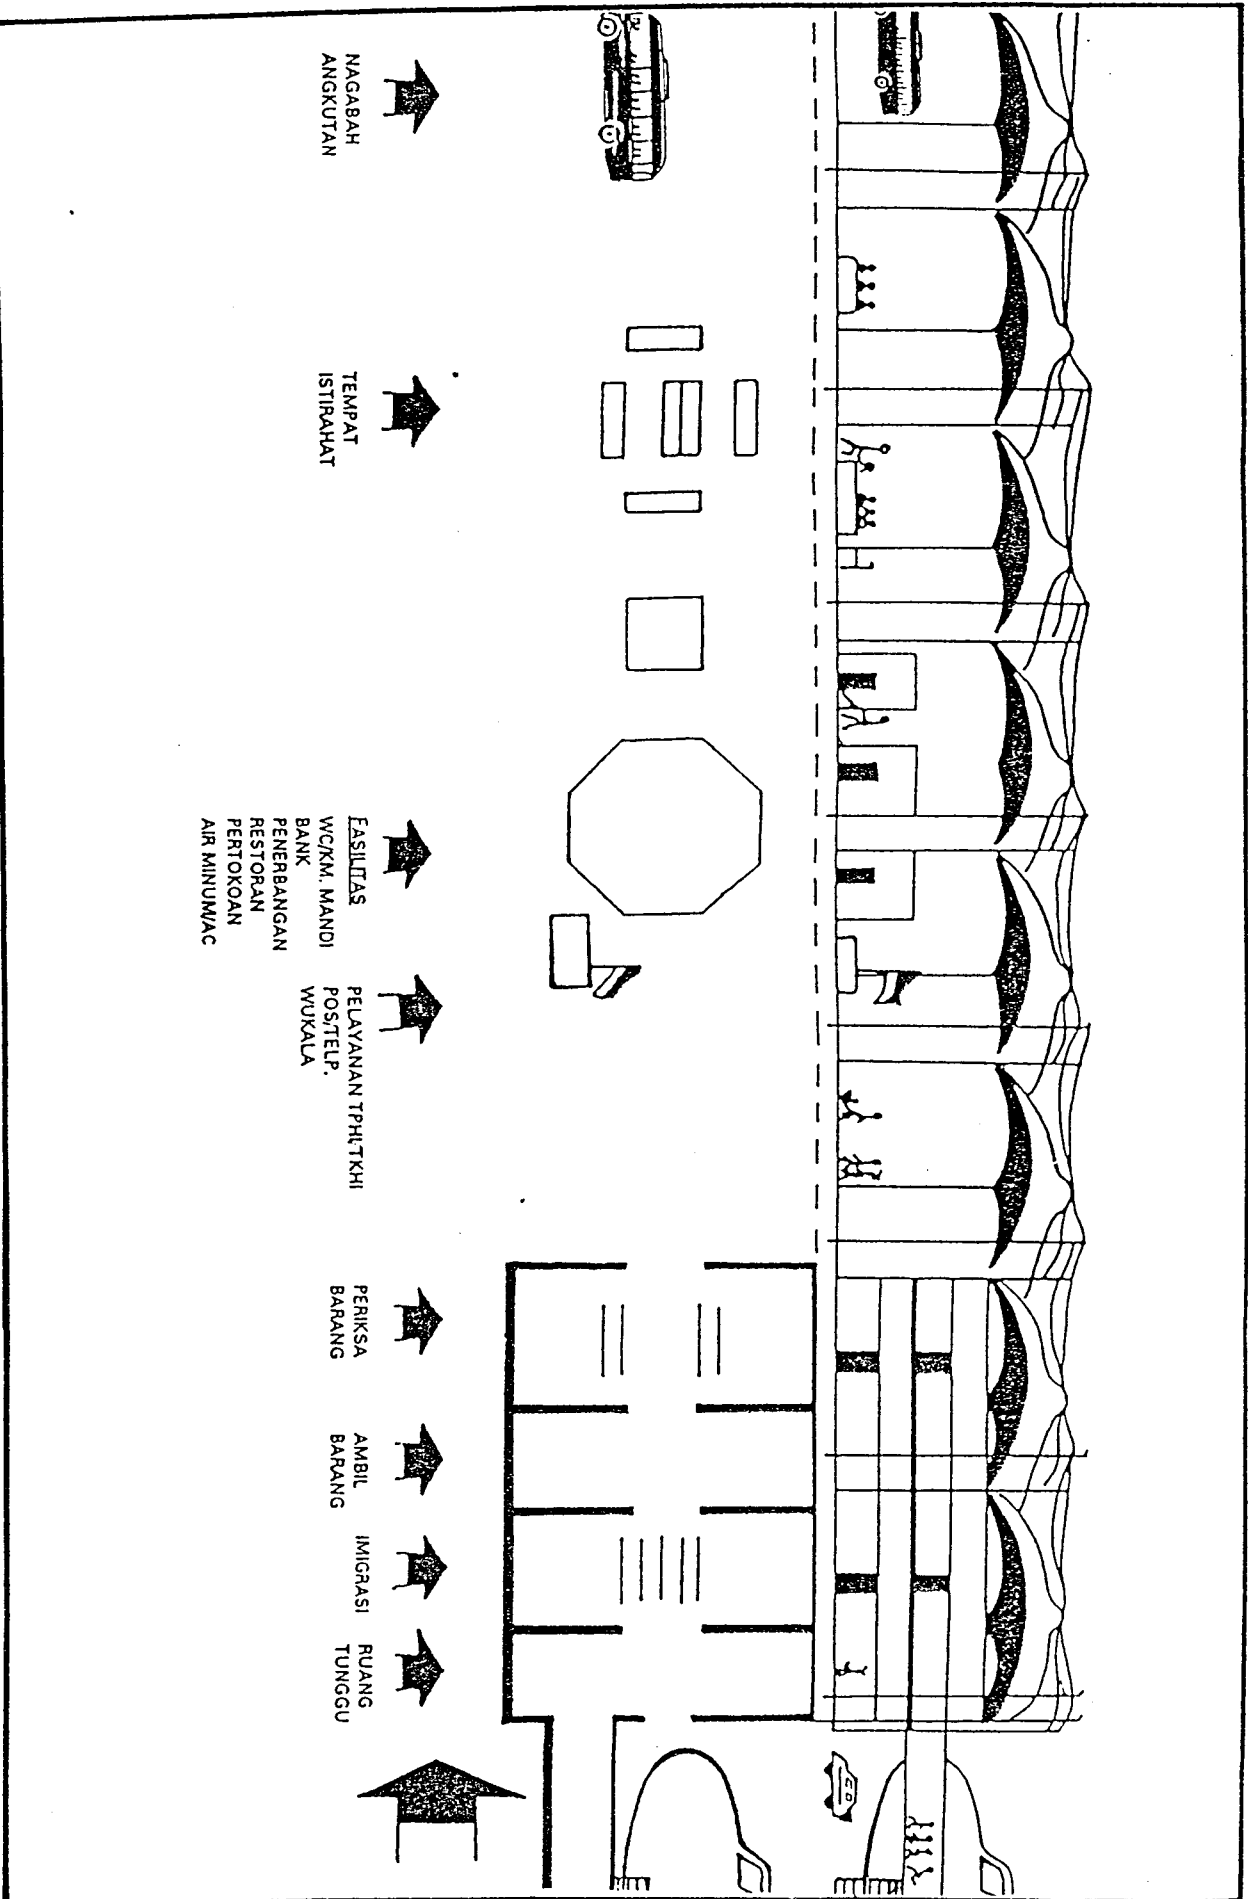 NAGABAH
ANGKUTAN
TEMPAT
ISTIRAHAT
FASILITAS
WC/KM. MANDI
BANK
PENERBANGAN
RESTORAN
PERTOKOAN
AIR MINUM/AC
PELAYANAN TPHI,TKHI
POS/TELP.
WUKALA
PERIKSA
BARANG
AMBIL
BARANG
IMIGRASI
RUANG
TUNGGU